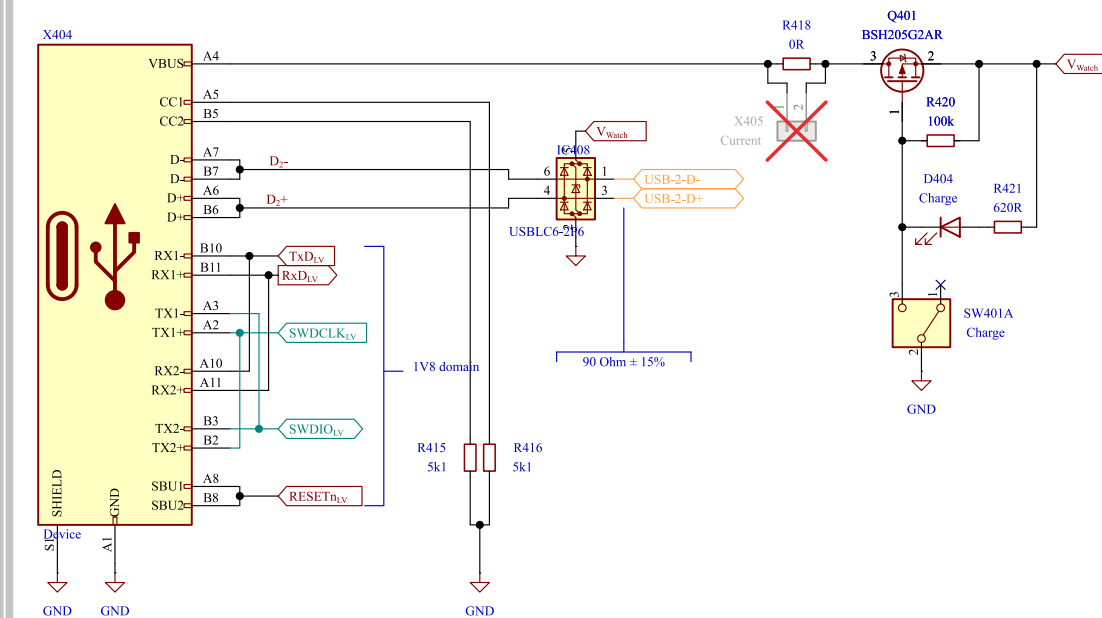 X404
VBUS
A4
CC1
A5
CC2
B5
D-
A7
D-
B7
D+
A6
D+
B6
RX1-
B10
RX1+
B11
TX1-
A3
TX1+
A2
RX2-
A10
RX2+
A11
TX2-
B3
TX2+
B2
SBU1
A8
SBU2
B8
SHIELD
GND
Device
S1
A1
GND
GND
D2-
D2+
TxDLV
RxDLV
SWDCLKLV
SWDIOLV
RESETnLV
1V8 domain
R415
5k1
R416
5k1
GND
VWatch
IC408
6
1
4
3
2
USBLC6-2P6
USB-2-D-
USB-2-D+
90 Ohm ± 15%
R418
0R
X405
Current
1
2
Q401
BSH205G2AR
3
2
1
VWatch
R420
100k
D404
Charge
R421
620R
3
1
2
SW401A
Charge
GND